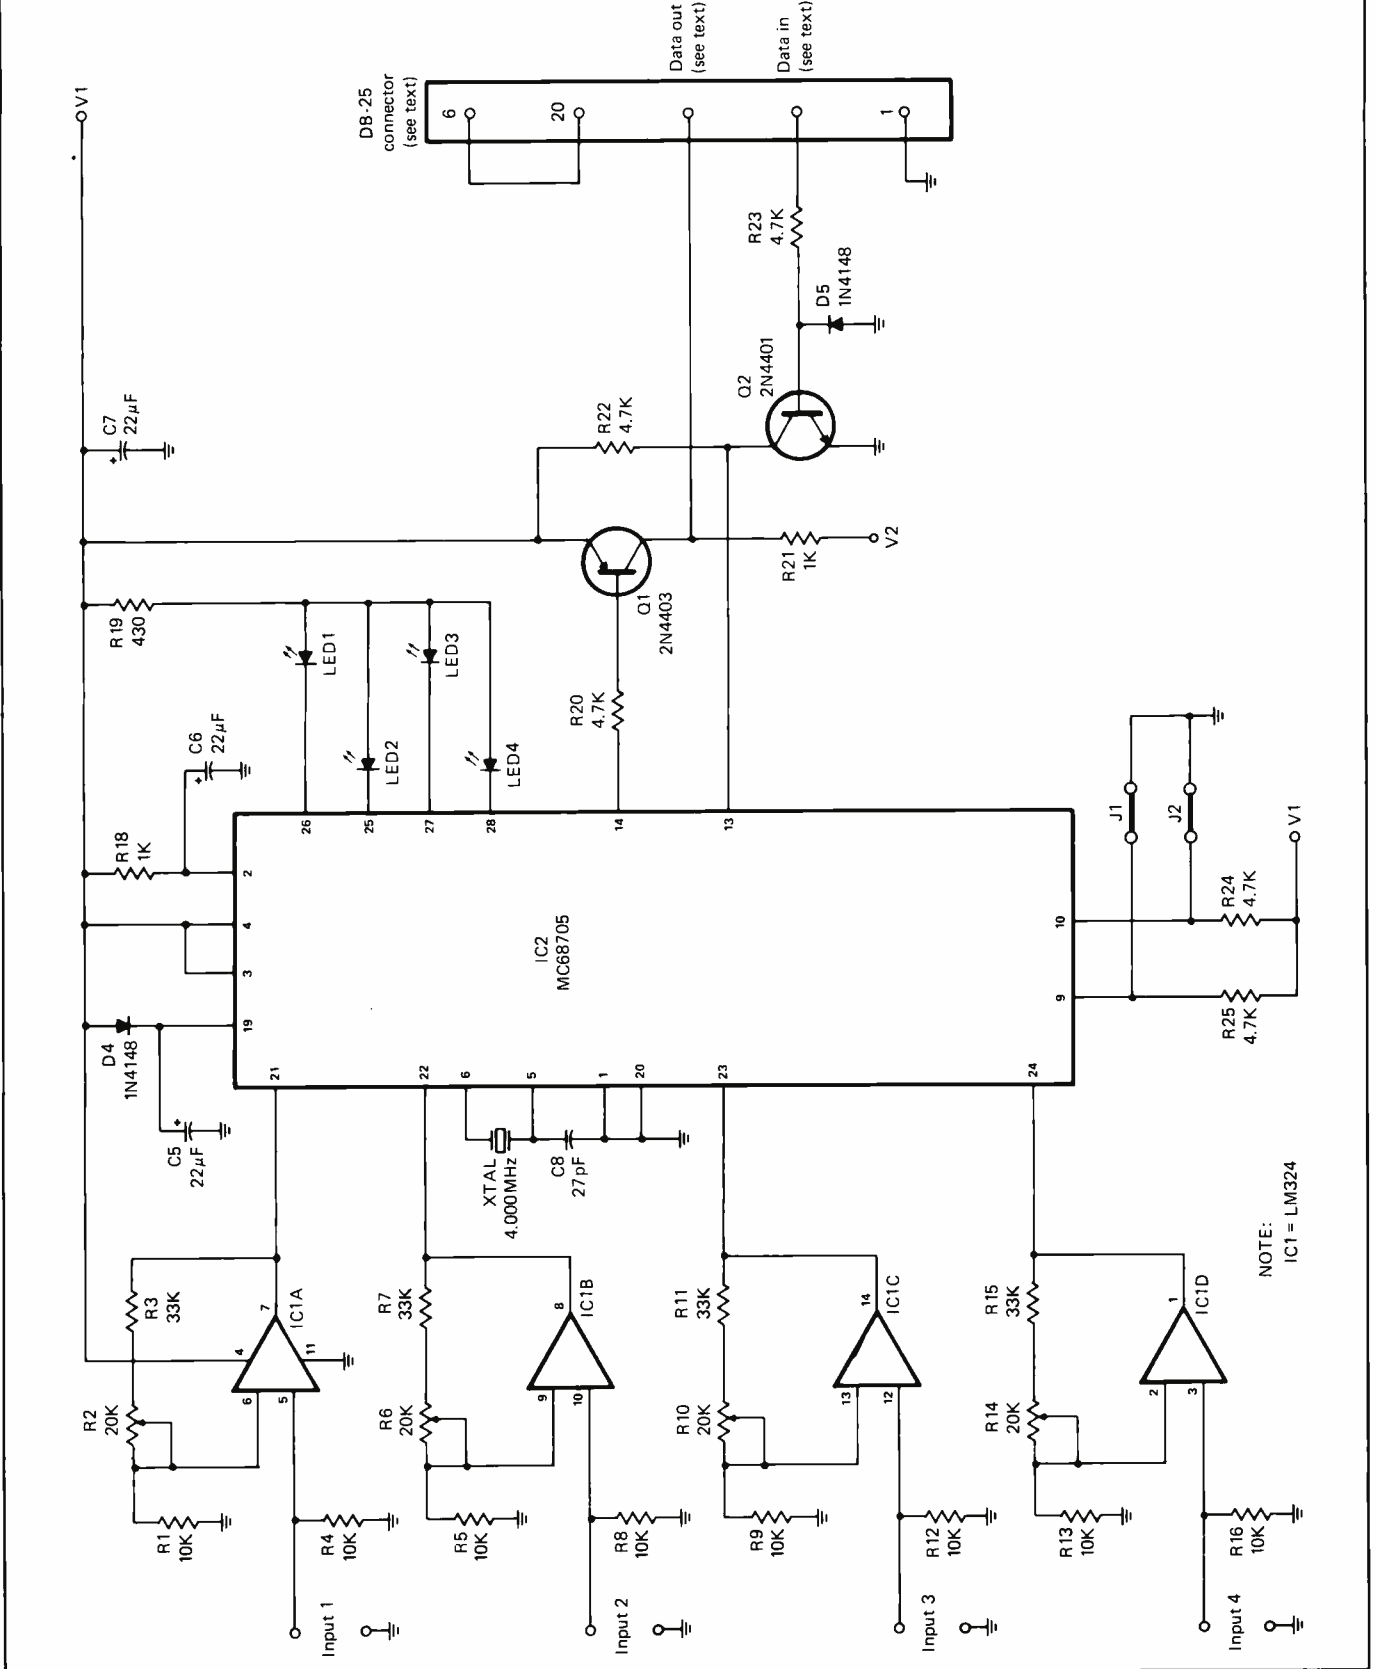 V1
DB-25
connector
(see text)
6
20
Data out
(see text)
Data in
(see text)
1
C7
22µF
+
R23
4.7K
D5
1N4148
Q2
2N4401
R22
4.7K
R21
1K
V2
Q1
2N4403
R20
4.7K
R19
430
LED1
LED2
LED3
LED4
C6
22µF
+
R18
1K
D4
1N4148
C5
22µF
+
2
4
3
19
26
25
27
28
14
13
IC2
MC68705
10
9
J1
J2
V1
R24
4.7K
R25
4.7K
21
22
6
5
1
20
23
24
XTAL
4.000MHz
C8
27pF
R3
33K
R2
20K
R1
10K
R4
10K
Input 1
4
7
11
6
5
IC1A
R7
33K
R6
20K
R5
10K
R8
10K
Input 2
8
9
10
IC1B
R11
33K
R10
20K
R9
10K
R12
10K
Input 3
14
13
12
IC1C
R15
33K
R14
20K
R13
10K
R16
10K
Input 4
1
2
3
IC1D
NOTE:
IC1 = LM324